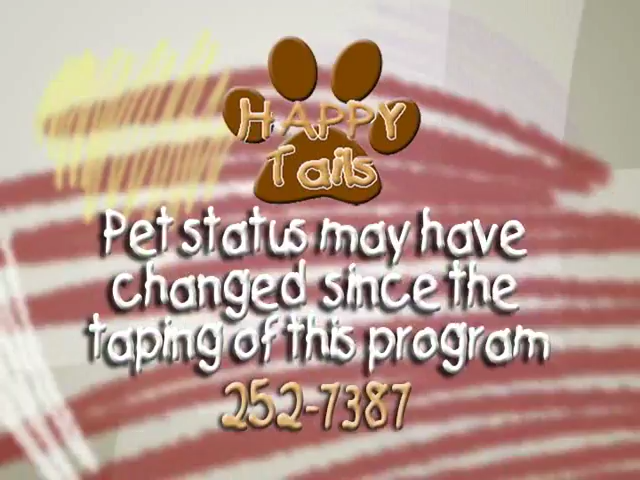 HAPPY
Tails
Pet status may have
changed since the
taping of this program
252-7387